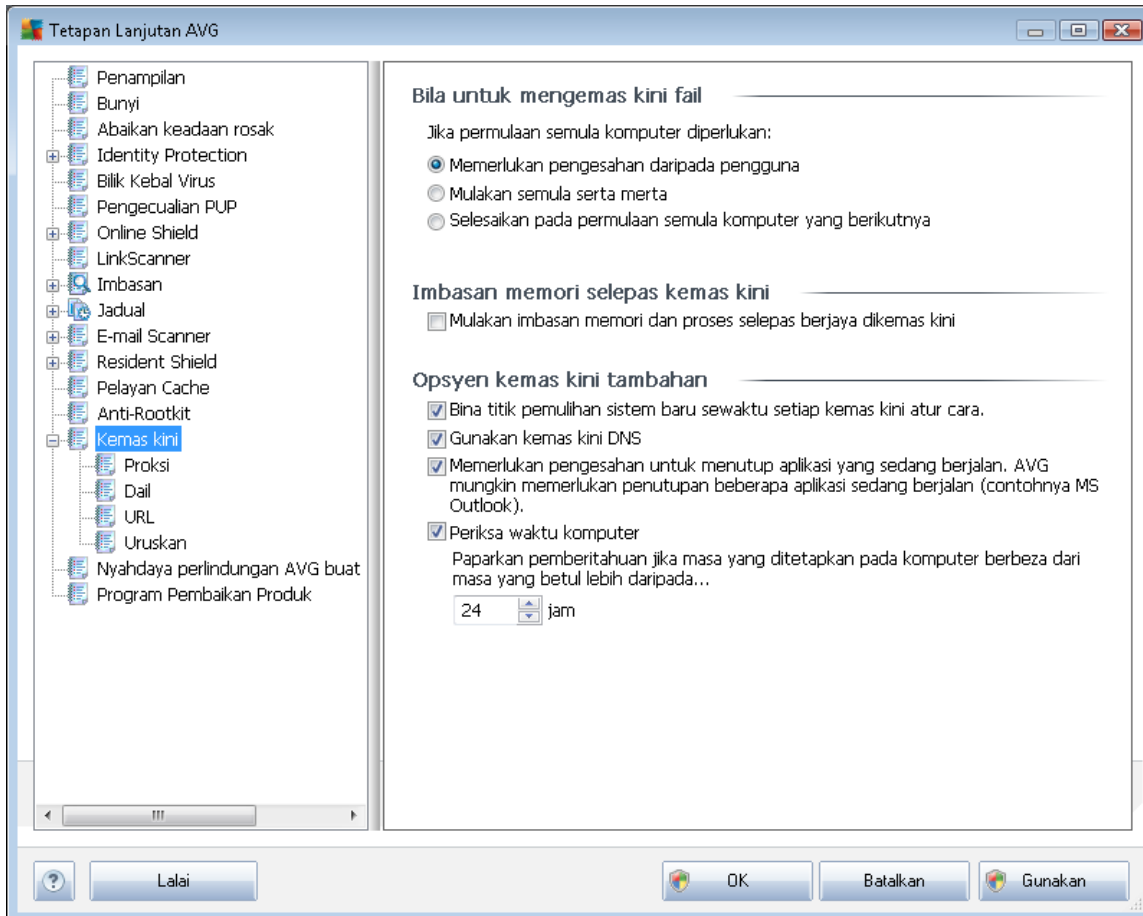 Tetapan Lanjutan AVG
Penampilan
Bunyi
Abaikan keadaan rosak
Identity Protection
Bilik Kebal Virus
Pengecualian PUP
Online Shield
LinkScanner
Imbasan
Jadual
E-mail Scanner
Resident Shield
Pelayan Cache
Anti-Rootkit
Kemas kini
Proksi
Dail
URL
Uruskan
Nyahdaya perlindungan AVG buat
Program Pembaikan Produk
Bila untuk mengemas kini fail
Jika permulaan semula komputer diperlukan:
Memerlukan pengesahan daripada pengguna
Mulakan semula serta merta
Selesaikan pada permulaan semula komputer yang berikutnya
Imbasan memori selepas kemas kini
Mulakan imbasan memori dan proses selepas berjaya dikemas kini
Opsyen kemas kini tambahan
Bina titik pemulihan sistem baru sewaktu setiap kemas kini atur cara.
Gunakan kemas kini DNS
Memerlukan pengesahan untuk menutup aplikasi yang sedang berjalan. AVG
mungkin memerlukan penutupan beberapa aplikasi sedang berjalan (contohnya MS
Outlook).
Periksa waktu komputer
Paparkan pemberitahuan jika masa yang ditetapkan pada komputer berbeza dari
masa yang betul lebih daripada...
24 jam
? Lalai OK Batalkan Gunakan